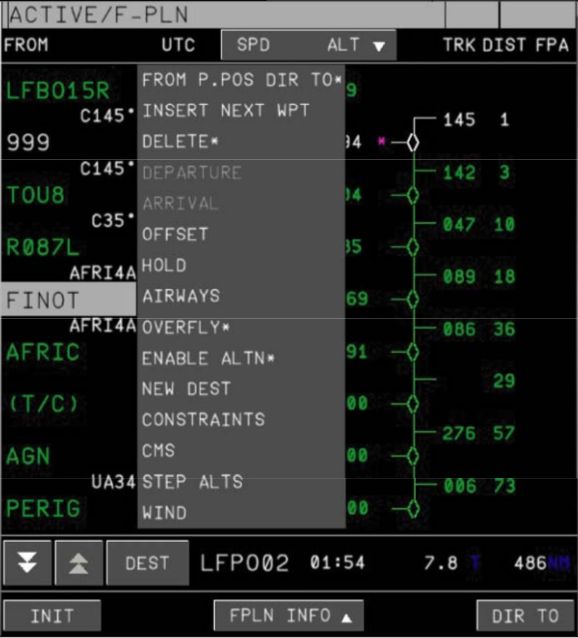 ACTIVE/F-PLN
FROM UTC SPD ALT ▼ TRK DIST FPA
LFBO15R FROM P.POS DIR TO* 9
C145° INSERT NEXT WPT 145 1
999 DELETE* 94 *
C145° DEPARTURE 142 3
TOU8 ARRIVAL 14
C35° OFFSET 047 10
R087L 35
AFRI4A HOLD 089 18
FINOT AIRWAYS 69
AFRI4A OVERFLY* 086 36
AFRIC ENABLE ALTN* 91
NEW DEST 29
(T/C) 00
CONSTRAINTS 276 57
AGN CMS 00
UA34 STEP ALTS 006 73
PERIG WIND 00
DEST LFPO02 01:54 7.8 T 486NM
INIT FPLN INFO ▲ DIR TO